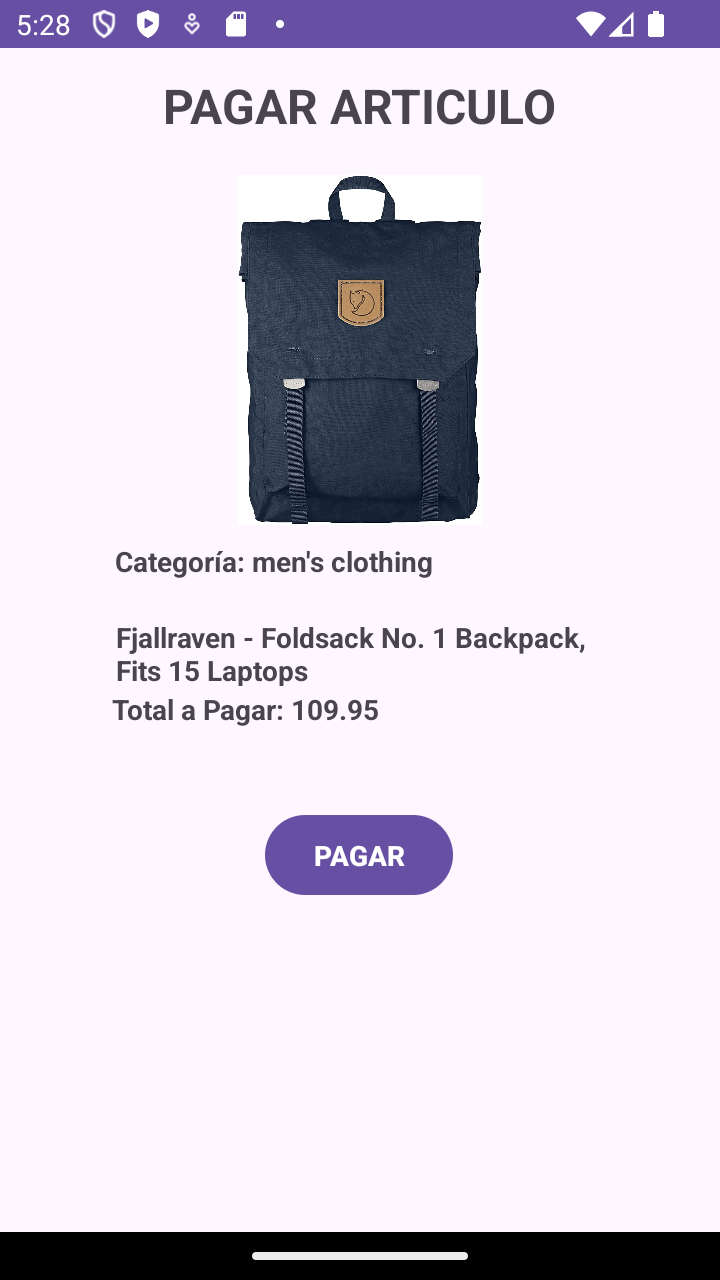 5:28
PAGAR ARTICULO
Categoría: men's clothing
Fjallraven - Foldsack No. 1 Backpack,
Fits 15 Laptops
Total a Pagar: 109.95
PAGAR